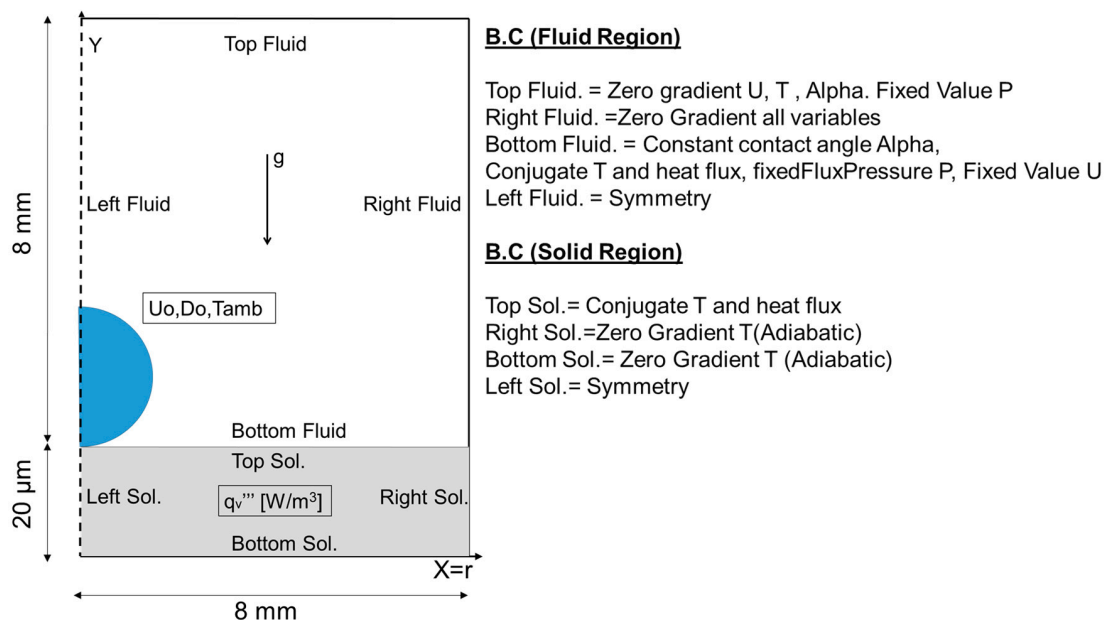 Y
Top Fluid
g
Left Fluid
Right Fluid
8 mm
Uo,Do,Tamb
Bottom Fluid
Top Sol.
Left Sol.
qv''' [W/m³]
Right Sol.
20 μm
Bottom Sol.
X=r
8 mm
B.C (Fluid Region)
Top Fluid. = Zero gradient U, T , Alpha. Fixed Value P
Right Fluid. =Zero Gradient all variables
Bottom Fluid. = Constant contact angle Alpha,
Conjugate T and heat flux, fixedFluxPressure P, Fixed Value U
Left Fluid. = Symmetry
B.C (Solid Region)
Top Sol.= Conjugate T and heat flux
Right Sol.=Zero Gradient T(Adiabatic)
Bottom Sol.= Zero Gradient T (Adiabatic)
Left Sol.= Symmetry